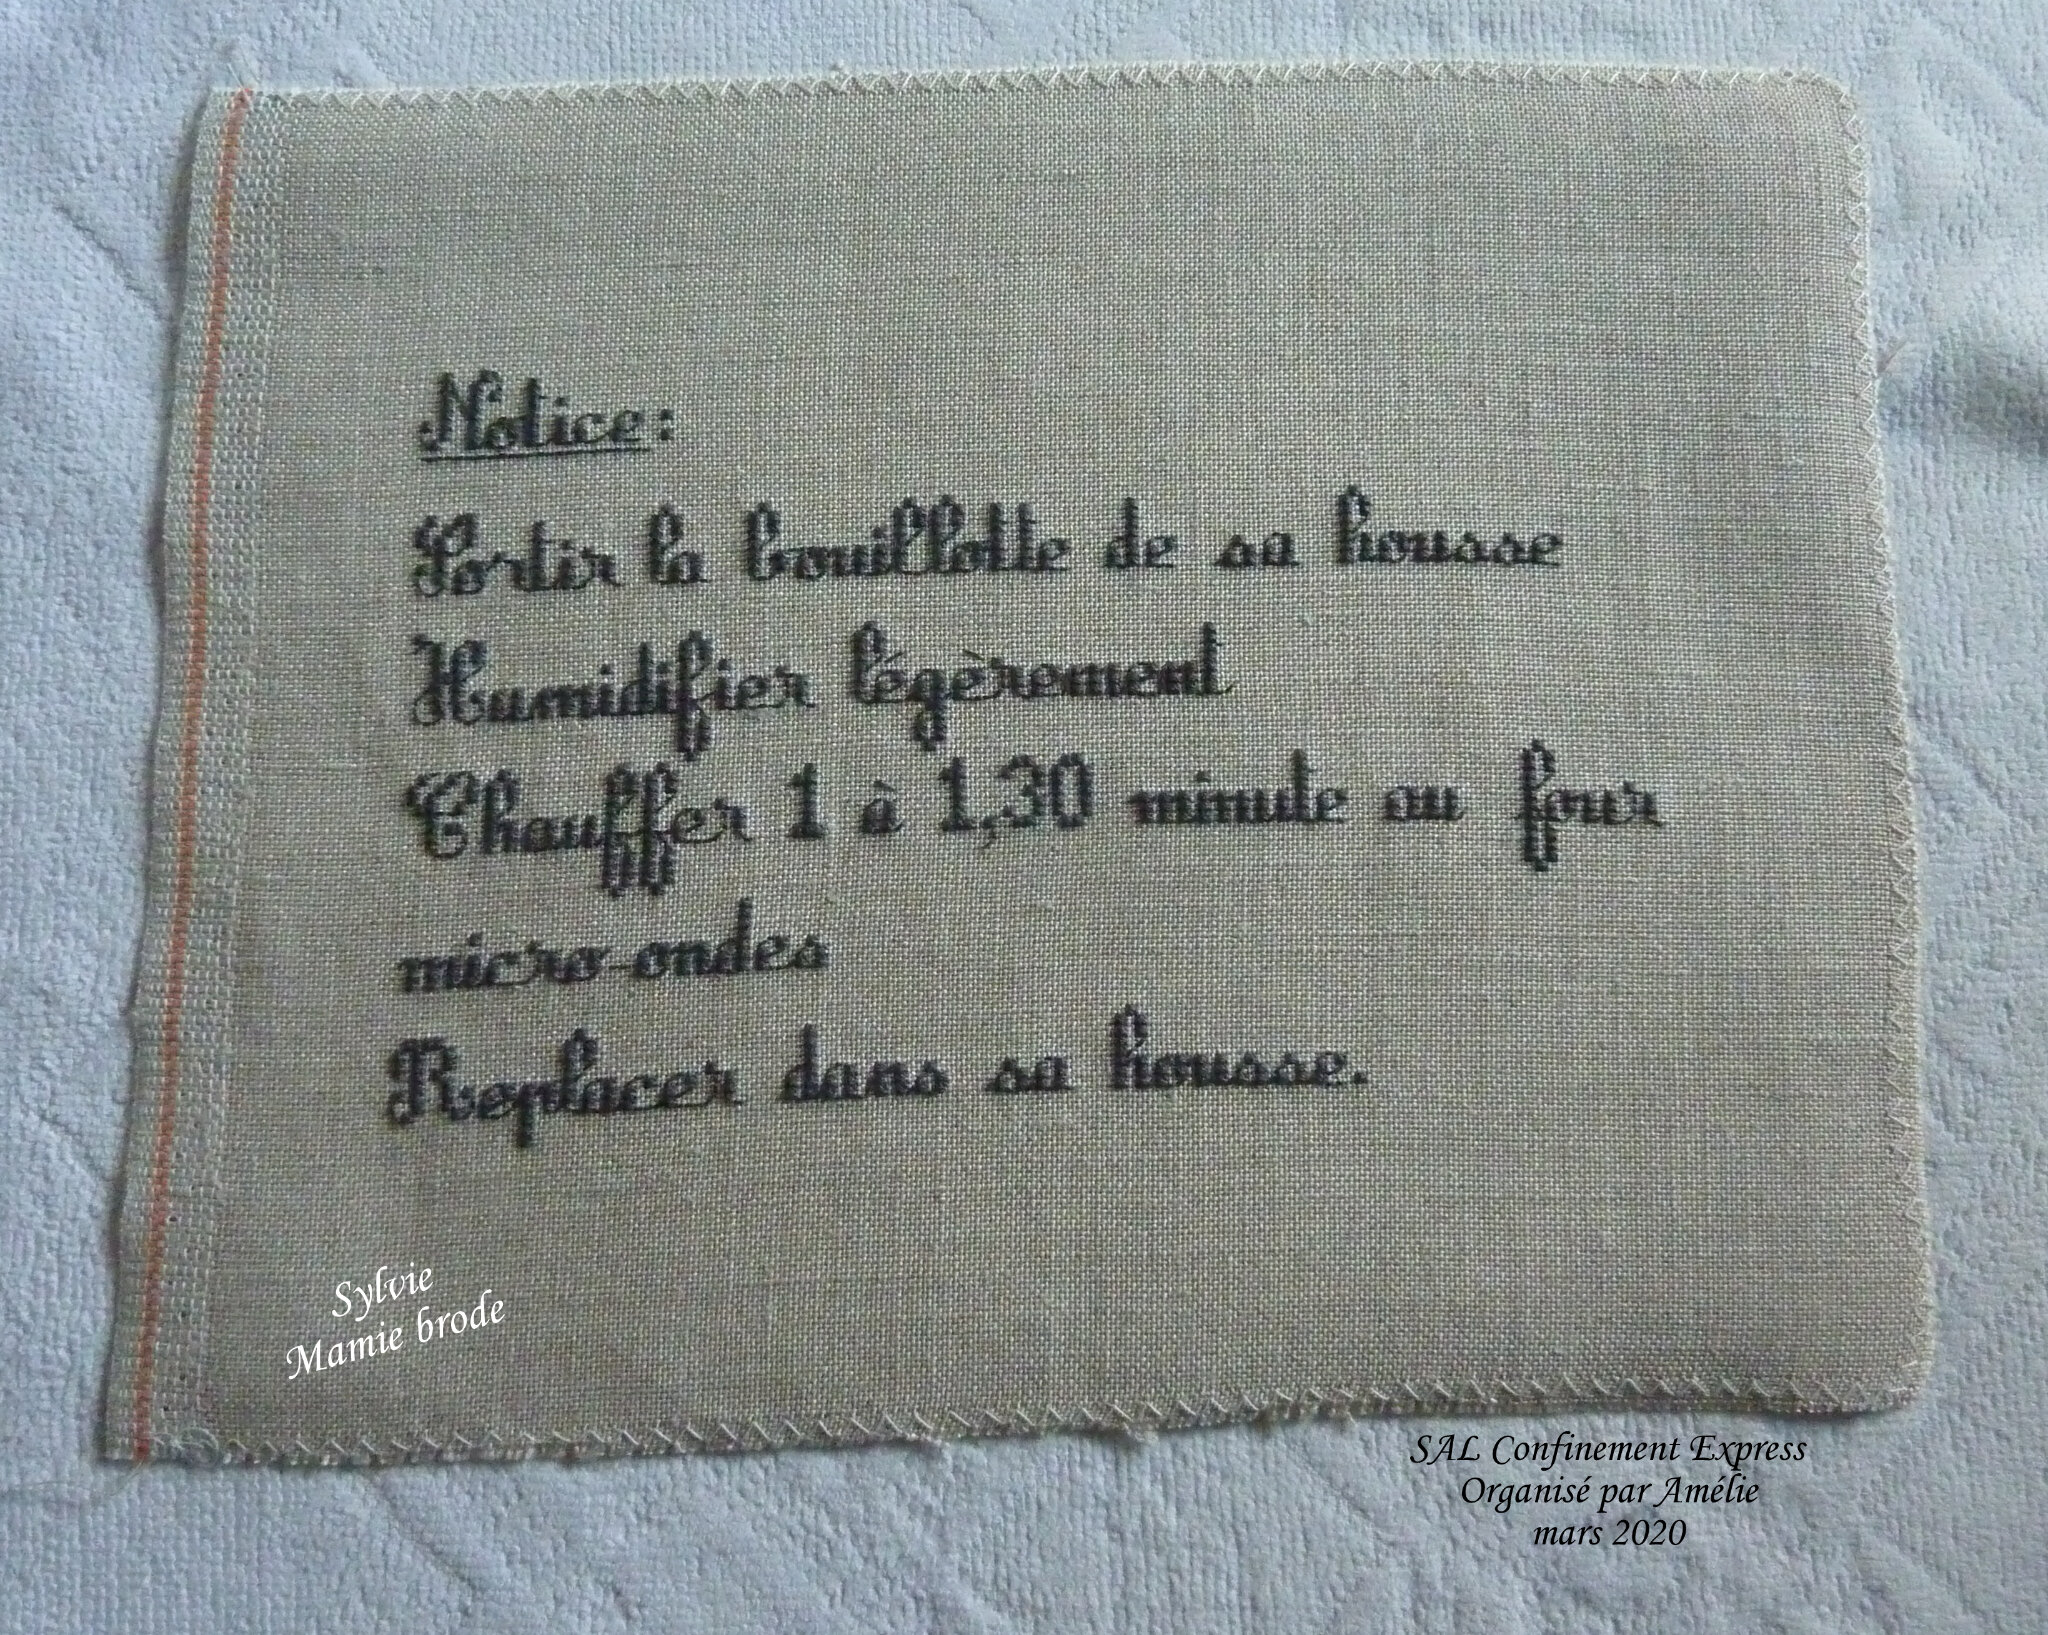 Notice:
Sortir la bouillotte de sa housse
Humidifier légèrement
Chauffer 1 à 1,30 minute au four
micro-ondes
Replacer dans sa housse.
Sylvie
Mamie brode
SAL Confinement Express
Organisé par Amélie
mars 2020